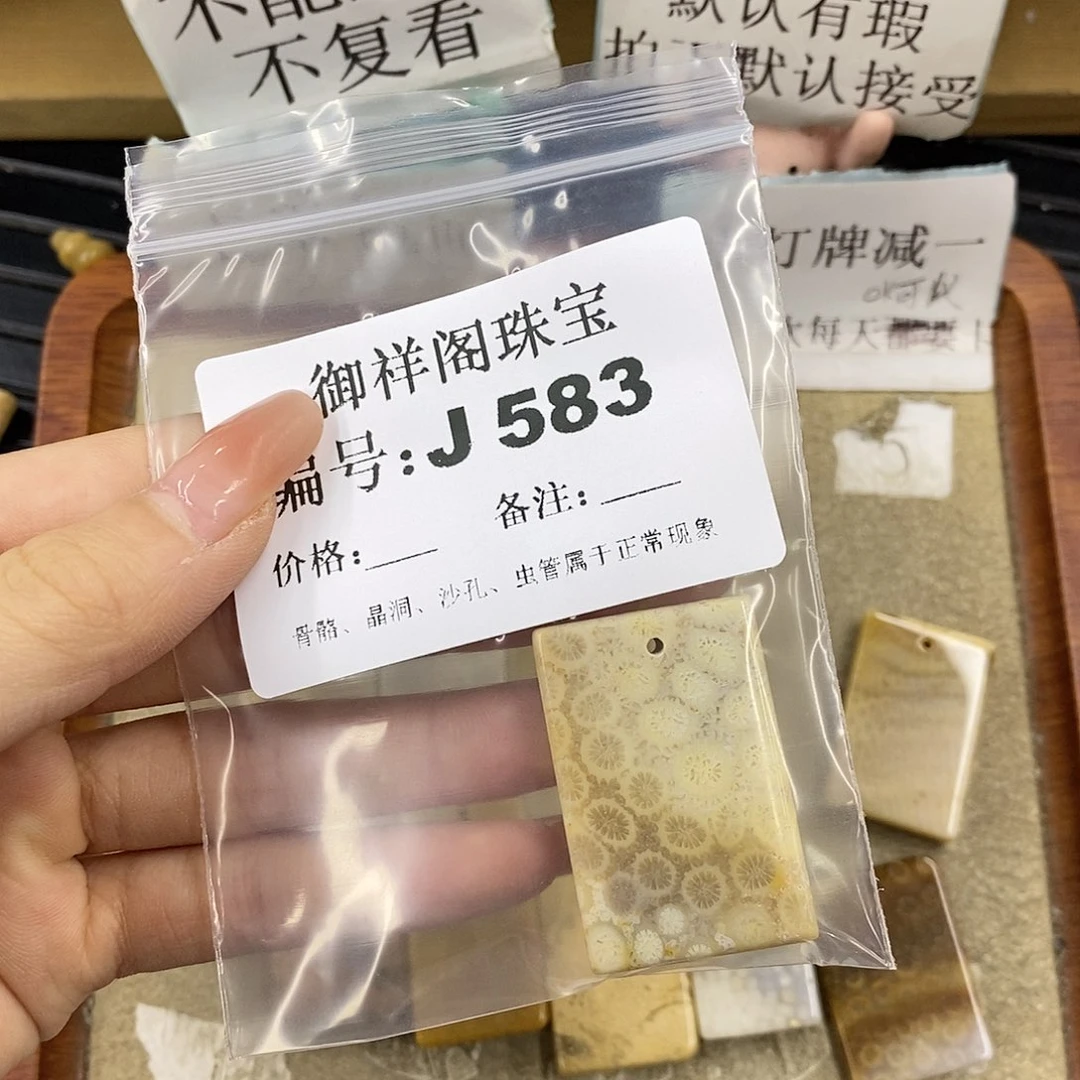 不复看
默认有瑕
默认接受
打牌减一
御祥阁珠宝
编号:J 583
备注:
价格:
骨骼、晶洞、沙孔、虫管属于正常现象